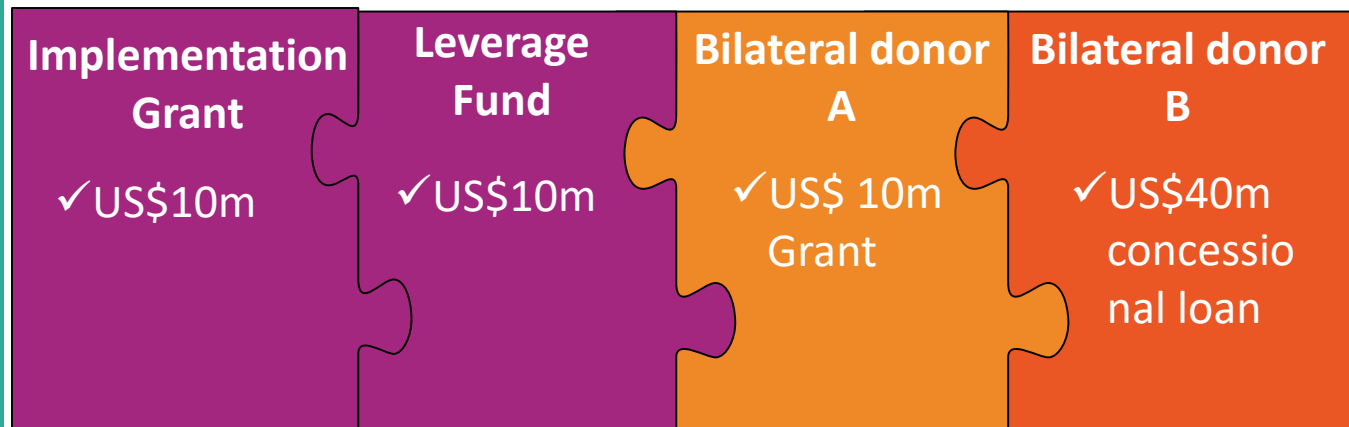 Implementation
Grant
✓US$10m
Leverage
Fund
✓US$10m
Bilateral donor
A
✓US$ 10m
Grant
Bilateral donor
B
✓US$40m
concessio
nal loan